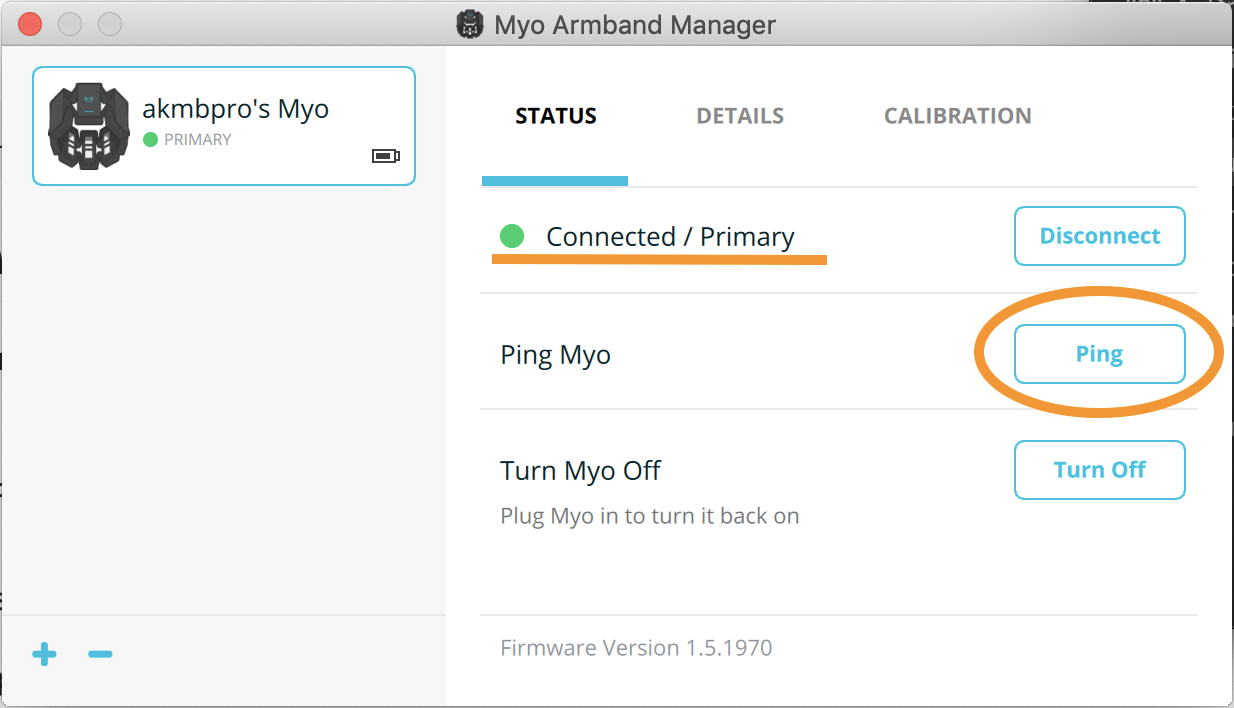 Myo Armband Manager
akmbpro's Myo
PRIMARY
STATUS DETAILS CALIBRATION
Connected / Primary Disconnect
Ping Myo Ping
Turn Myo Off Turn Off
Plug Myo in to turn it back on
Firmware Version 1.5.1970